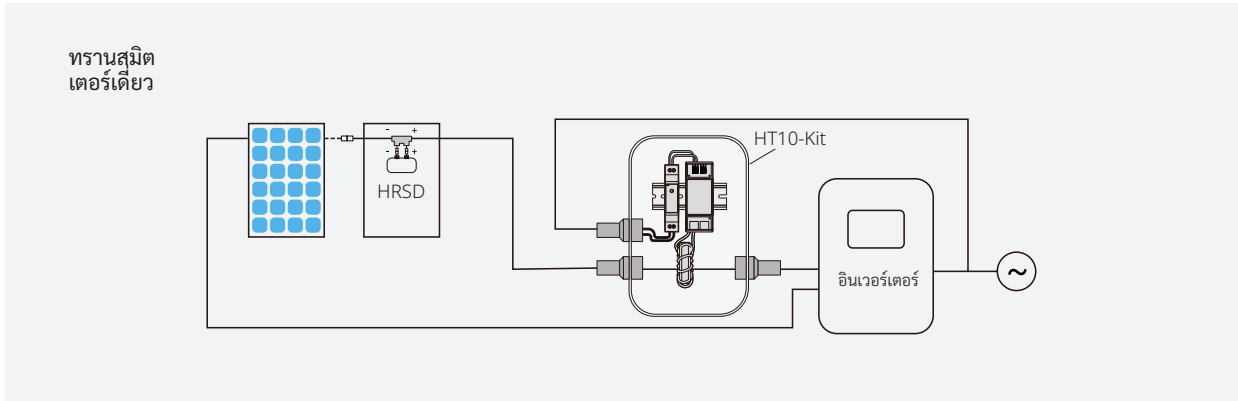 ทรานสมิต
เตอร์เดี่ยว
HT10-Kit
- +
- +
HRSD
อินเวอร์เตอร์
~